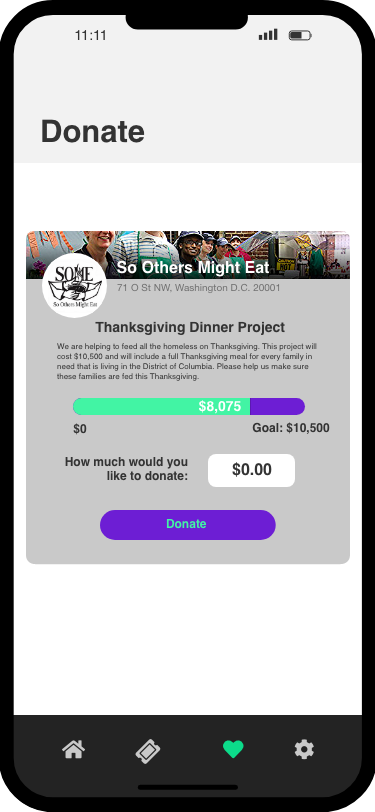 11:11
Donate
So Others Might Eat
71 O St NW, Washington D.C. 20001
SOME
So Others Might Eat
Thanksgiving Dinner Project
We are helping to feed all the homeless on Thanksgiving. This project will
cost $10,500 and will include a full Thanksgiving meal for every family in
need that is living in the District of Columbia. Please help us make sure
these families are fed this Thanksgiving.
$8,075
$0
Goal: $10,500
How much would you
like to donate:
$0.00
Donate